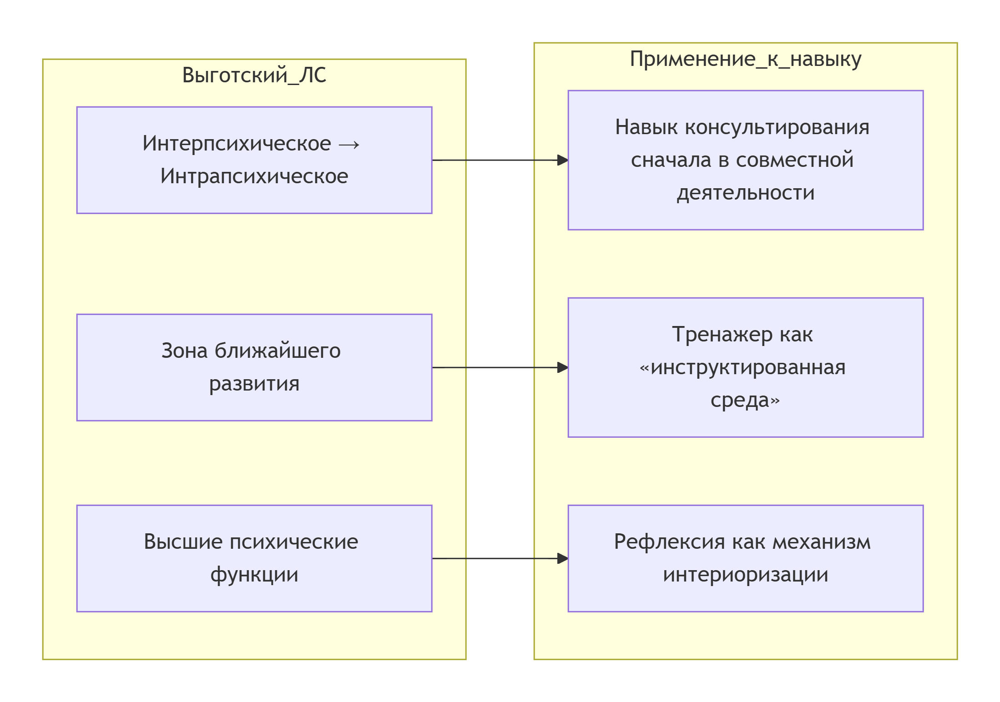 Выготский_ЛС
Интерпсихическое →
Интрапсихическое
Зона ближайшего
развития
Высшие психические
функции
Применение_к_навыку
Навык консультирования
сначала в совместной
деятельности
Тренажер как
«инструктированная
среда»
Рефлексия как механизм
интериоризации